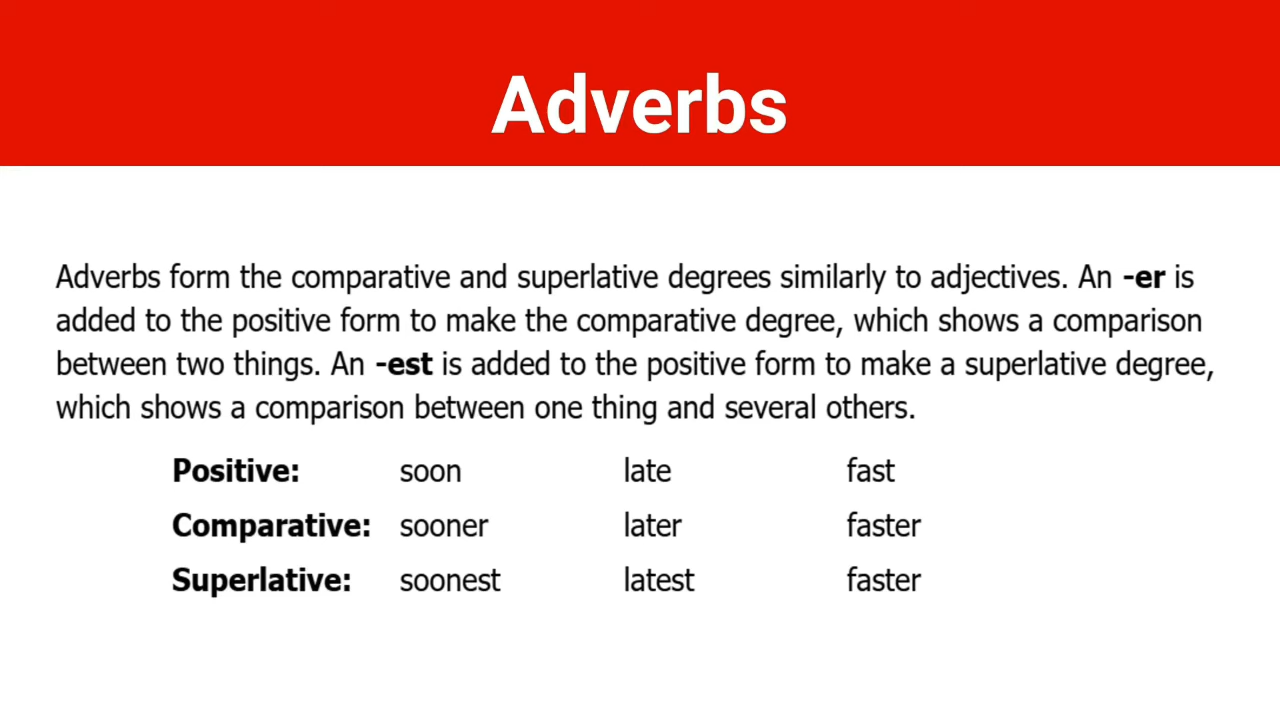 Adverbs
Adverbs form the comparative and superlative degrees similarly to adjectives. An -er is
added to the positive form to make the comparative degree, which shows a comparison
between two things. An -est is added to the positive form to make a superlative degree,
which shows a comparison between one thing and several others.
Positive: soon late fast
Comparative: sooner later faster
Superlative: soonest latest faster